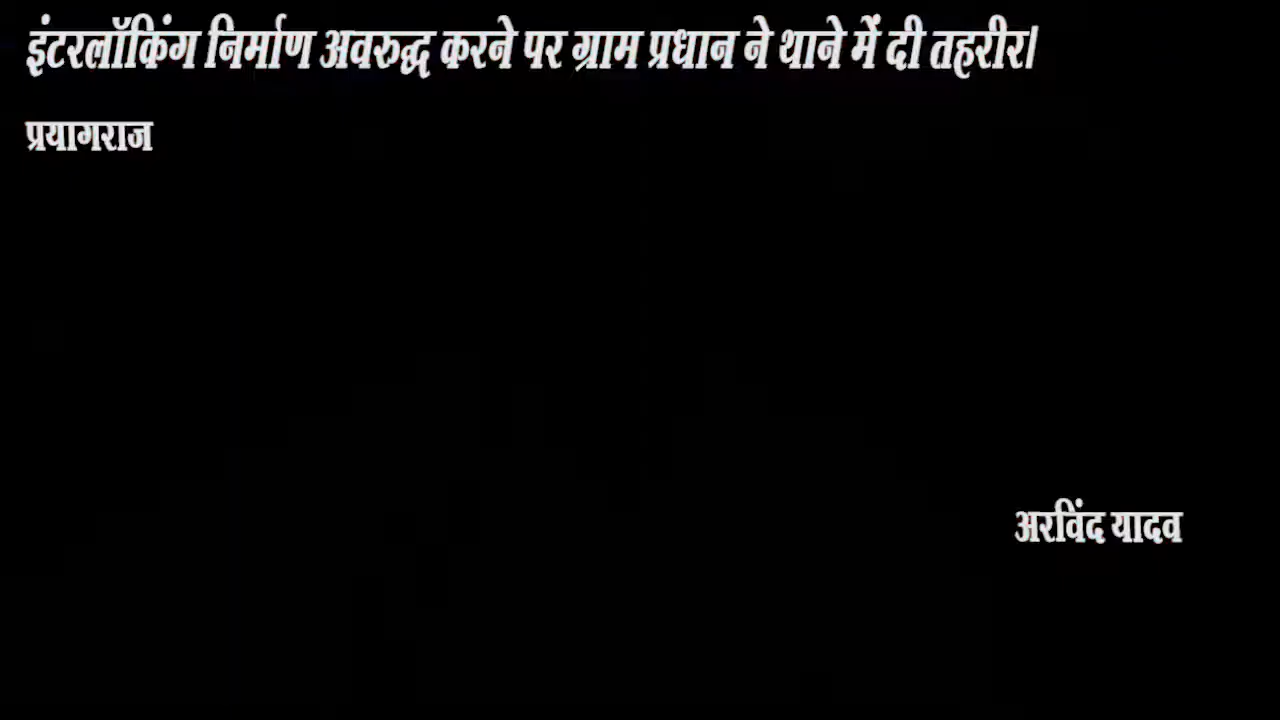 इंटरलॉकिंग निर्माण अवरुद्ध करने पर ग्राम प्रधान ने थाने में दी तहरीर।
प्रयागराज
अरविंद यादव